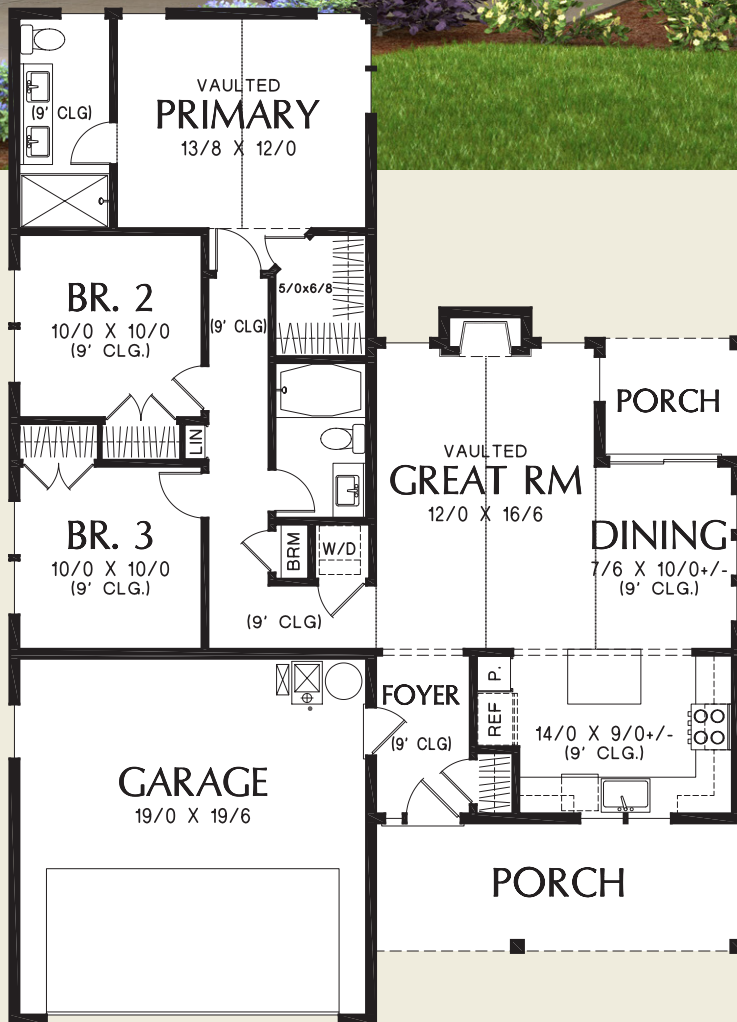 VAULTED
PRIMARY
13/8 X 12/0
(9' CLG)
BR. 2
10/0 X 10/0
(9' CLG.)
(9' CLG)
5/0x6/8
LIN
PORCH
VAULTED
GREAT RM
12/0 X 16/6
BR. 3
10/0 X 10/0
(9' CLG.)
BRM
W/D
DINING
7/6 X 10/0+/-
(9' CLG.)
(9' CLG)
FOYER
(9' CLG)
P.
REF
14/0 X 9/0+/-
(9' CLG.)
GARAGE
19/0 X 19/6
PORCH